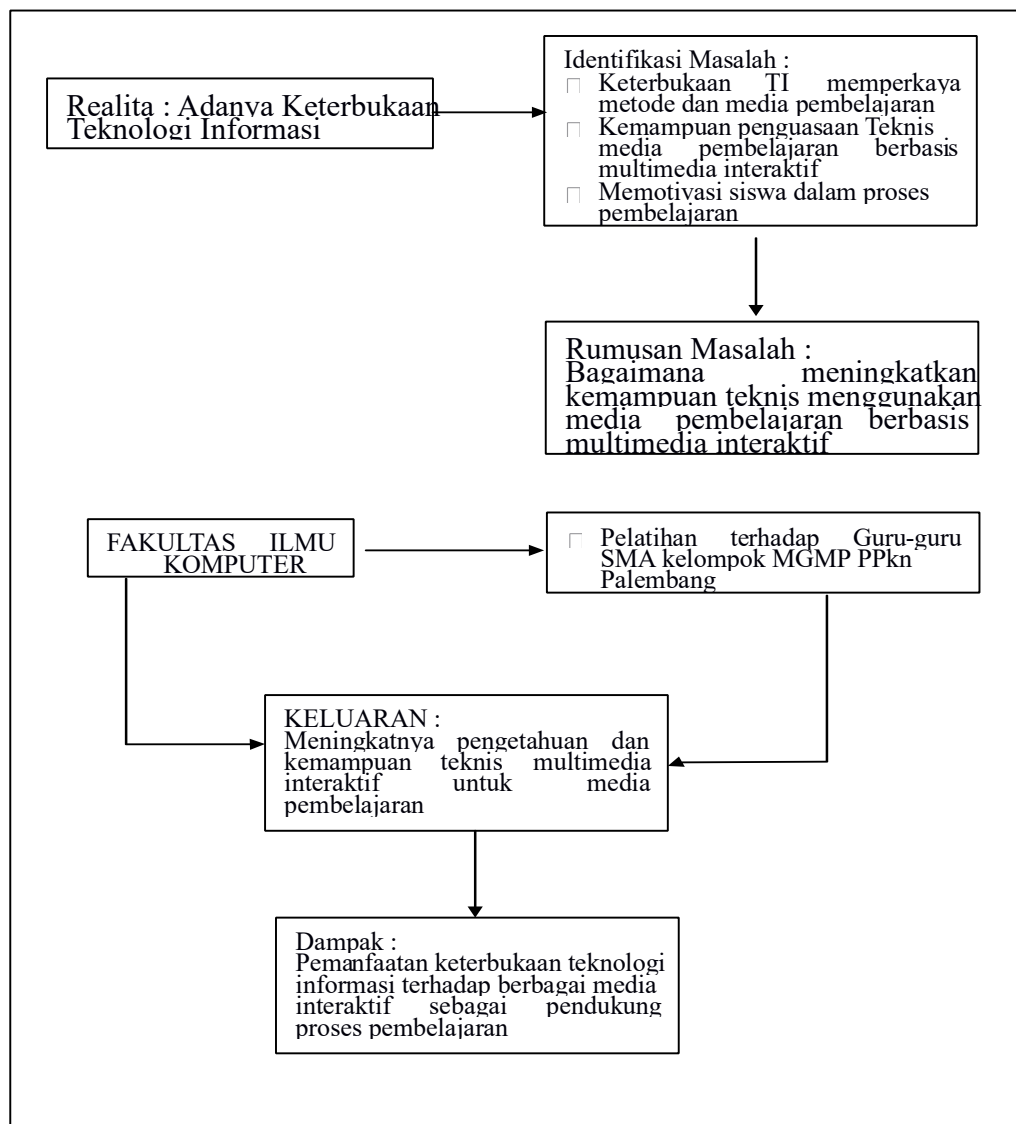 Realita : Adanya Keterbukaan
Teknologi Informasi
Identifikasi Masalah :
Keterbukaan TI memperkaya
metode dan media pembelajaran
Kemampuan penguasaan Teknis
media pembelajaran berbasis
multimedia interaktif
Memotivasi siswa dalam proses
pembelajaran
Rumusan Masalah :
Bagaimana meningkatkan
kemampuan teknis menggunakan
media pembelajaran berbasis
multimedia interaktif
FAKULTAS ILMU
KOMPUTER
Pelatihan terhadap Guru-guru
SMA kelompok MGMP PPkn
Palembang
KELUARAN :
Meningkatnya pengetahuan dan
kemampuan teknis multimedia
interaktif untuk media
pembelajaran
Dampak :
Pemanfaatan keterbukaan teknologi
informasi terhadap berbagai media
interaktif sebagai pendukung
proses pembelajaran